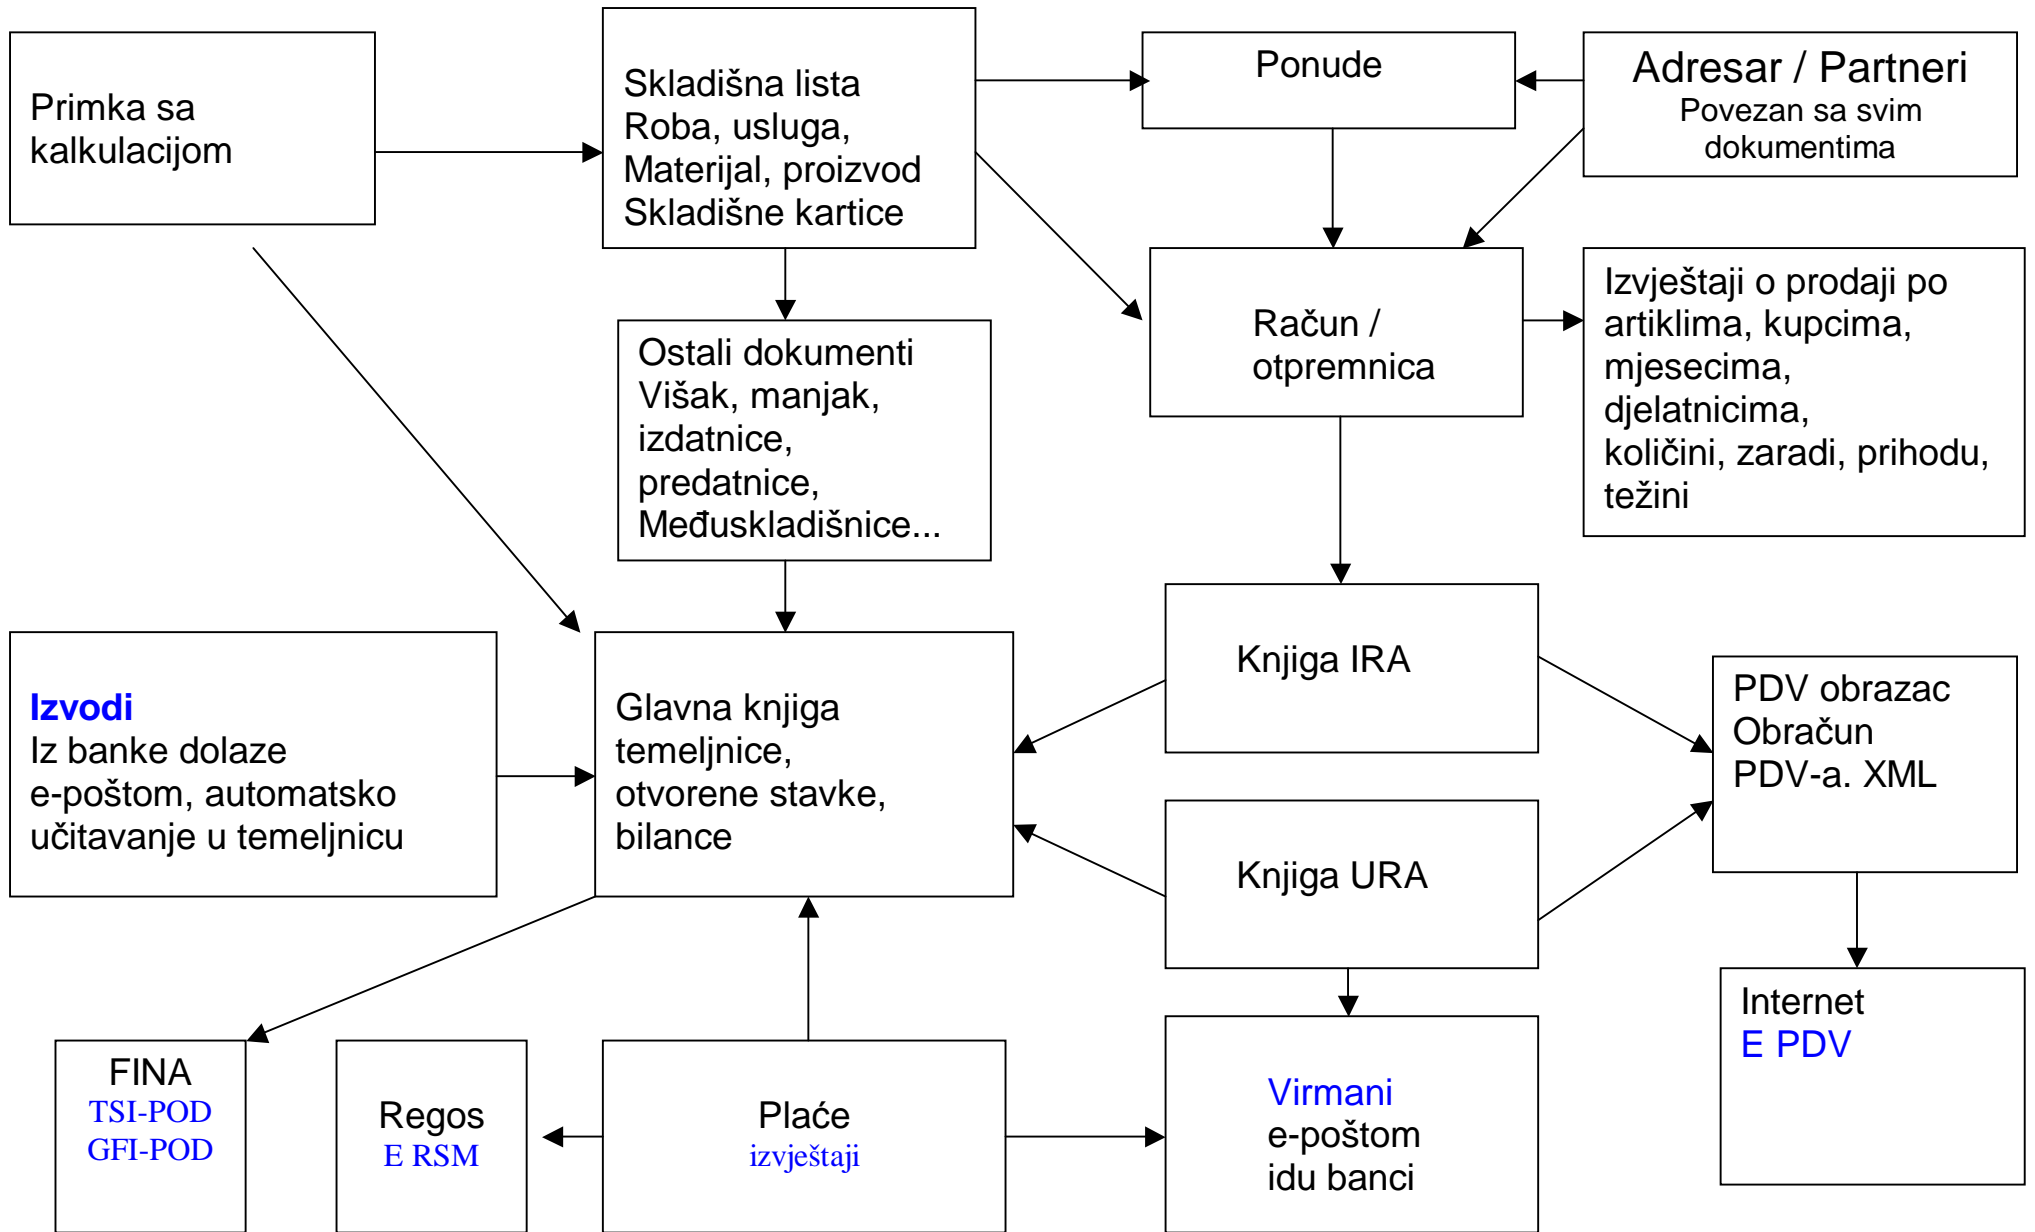 Primka sa
kalkulacijom
Skladišna lista
Roba, usluga,
Materijal, proizvod
Skladišne kartice
Ponude
Adresar / Partneri
Povezan sa svim
dokumentima
Ostali dokumenti
Višak, manjak,
izdatnice,
predatnice,
Međuskladišnice...
Račun /
otpremnica
Izvještaji o prodaji po
artiklima, kupcima,
mjesecima,
djelatnicima,
količini, zaradi, prihodu,
težini
Izvodi
Iz banke dolaze
e-poštom, automatsko
učitavanje u temeljnicu
Glavna knjiga
temeljnice,
otvorene stavke,
bilance
Knjiga IRA
Knjiga URA
PDV obrazac
Obračun
PDV-a. XML
FINA
TSI-POD
GFI-POD
Regos
E RSM
Plaće
izvještaji
Virmani
e-poštom
idu banci
Internet
E PDV